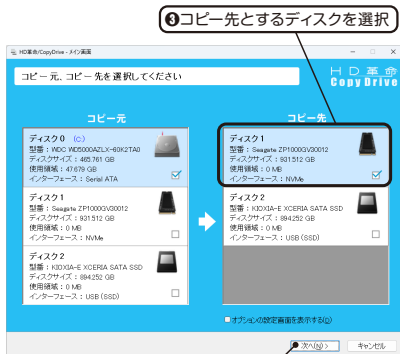 ❸コピー先とするディスクを選択
HD革命/CopyDrive - メイン画面
コピー元、コピー先を選択してください
HD革命
Copy Drive
コピー元
ディスク 0 (C:)
型番 : WDC WD5000AZLX-60K2TA0
ディスクサイズ : 465.761 GB
使用領域 : 47.679 GB
インターフェース : Serial ATA
ディスク 1
型番 : Seagate ZP1000GV30012
ディスクサイズ : 931.512 GB
使用領域 : 0 MB
インターフェース : NVMe
ディスク 2
型番 : KIOXIA-E XCERIA SATA SSD
ディスクサイズ : 894.252 GB
使用領域 : 0 MB
インターフェース : USB (SSD)
コピー先
ディスク 1
型番 : Seagate ZP1000GV30012
ディスクサイズ : 931.512 GB
使用領域 : 0 MB
インターフェース : NVMe
ディスク 2
型番 : KIOXIA-E XCERIA SATA SSD
ディスクサイズ : 894.252 GB
使用領域 : 0 MB
インターフェース : USB (SSD)
オプションの設定画面を表示する(O)
次へ(N) >
キャンセル